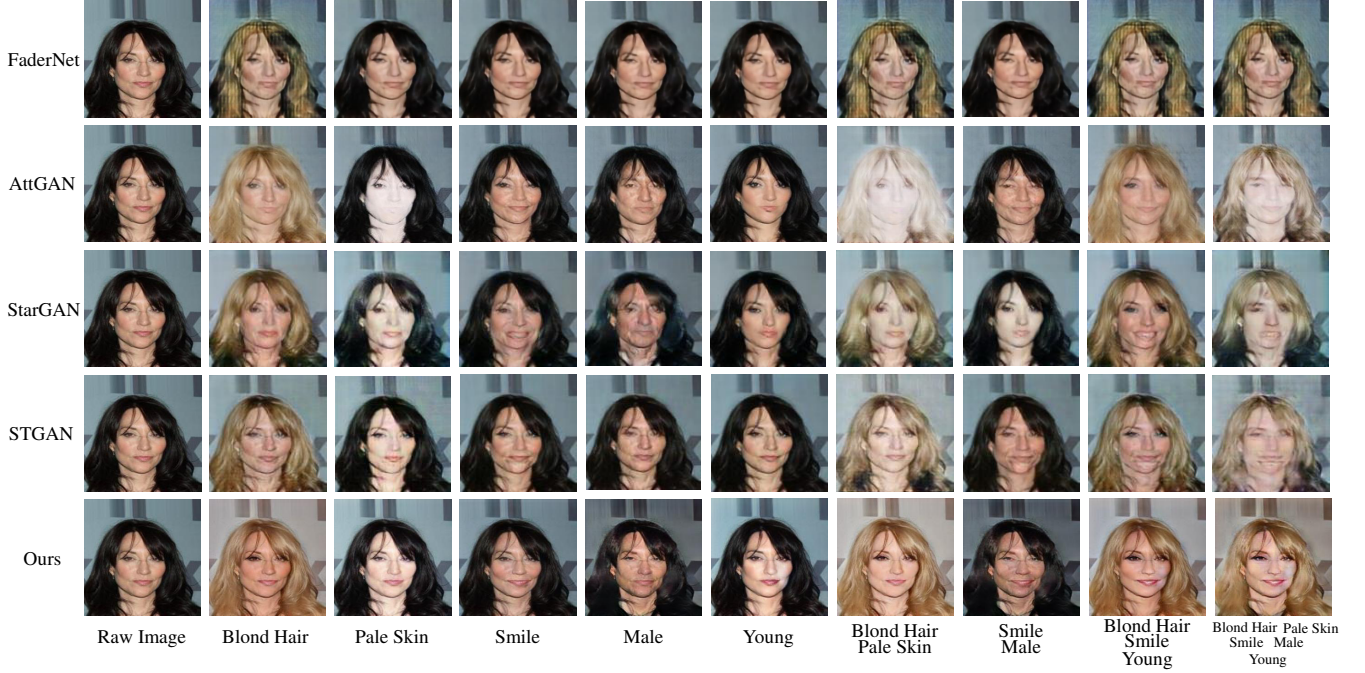 FaderNet
AttGAN
StarGAN
STGAN
Ours
Raw Image
Blond Hair
Pale Skin
Smile
Male
Young
Blond Hair
Pale Skin
Smile
Male
Blond Hair
Smile
Young
Blond Hair Pale Skin
Smile Male
Young